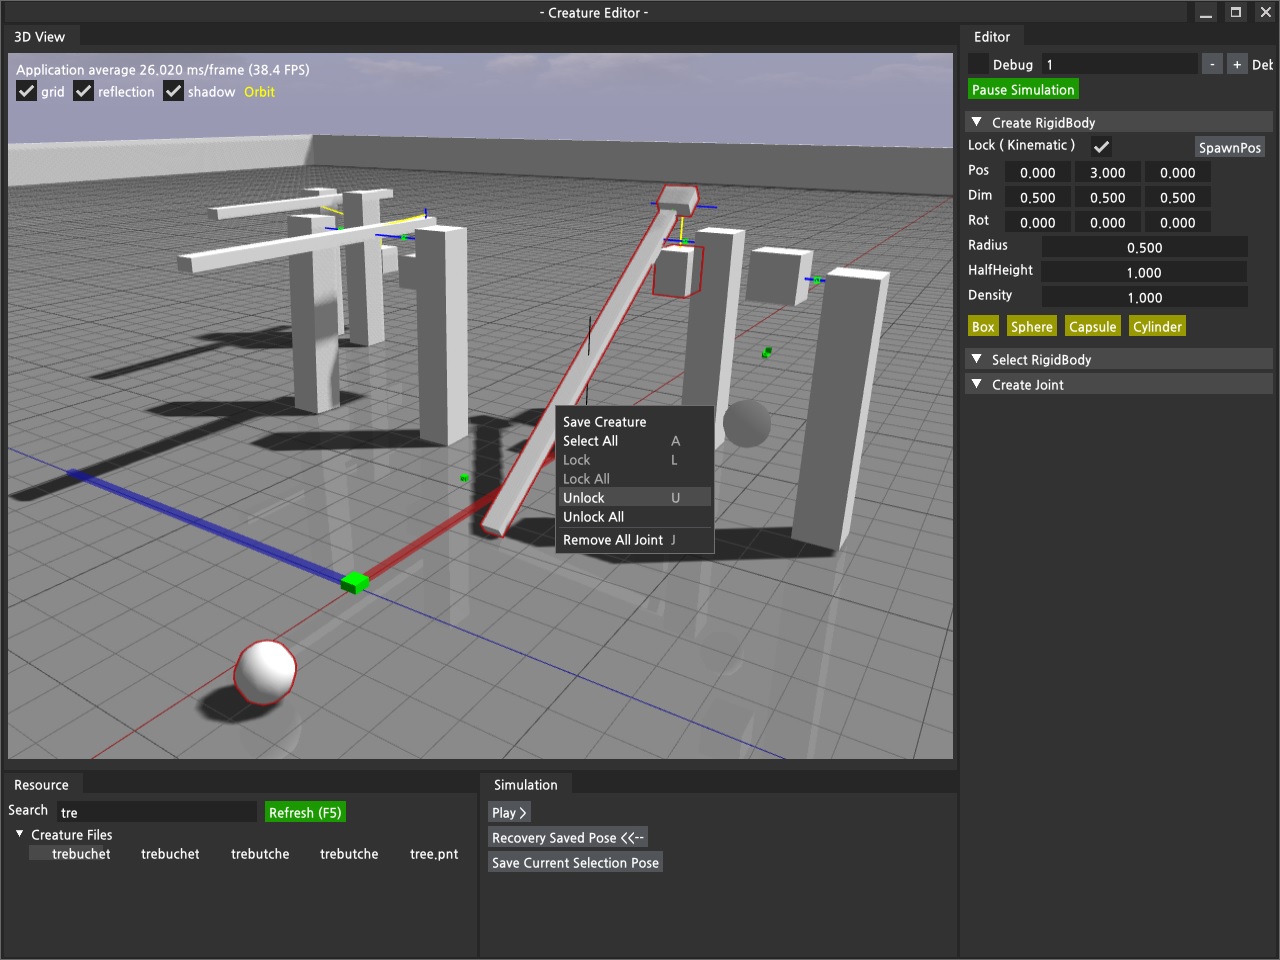 - Creature Editor -
3D View
Application average 26.020 ms/frame (38.4 FPS)
grid reflection shadow Orbit
Save Creature
Select All A
Lock L
Lock All
Unlock U
Unlock All
Remove All Joint J
Editor
Debug 1 - + Deb
Pause Simulation
Create RigidBody
Lock ( Kinematic ) SpawnPos
Pos 0.000 3.000 0.000
Dim 0.500 0.500 0.500
Rot 0.000 0.000 0.000
Radius 0.500
HalfHeight 1.000
Density 1.000
Box Sphere Capsule Cylinder
Select RigidBody
Create Joint
Resource
Search tre Refresh (F5)
Creature Files
trebuchet trebuchet trebutche trebutche tree.pnt
Simulation
Play >
Recovery Saved Pose <<--
Save Current Selection Pose